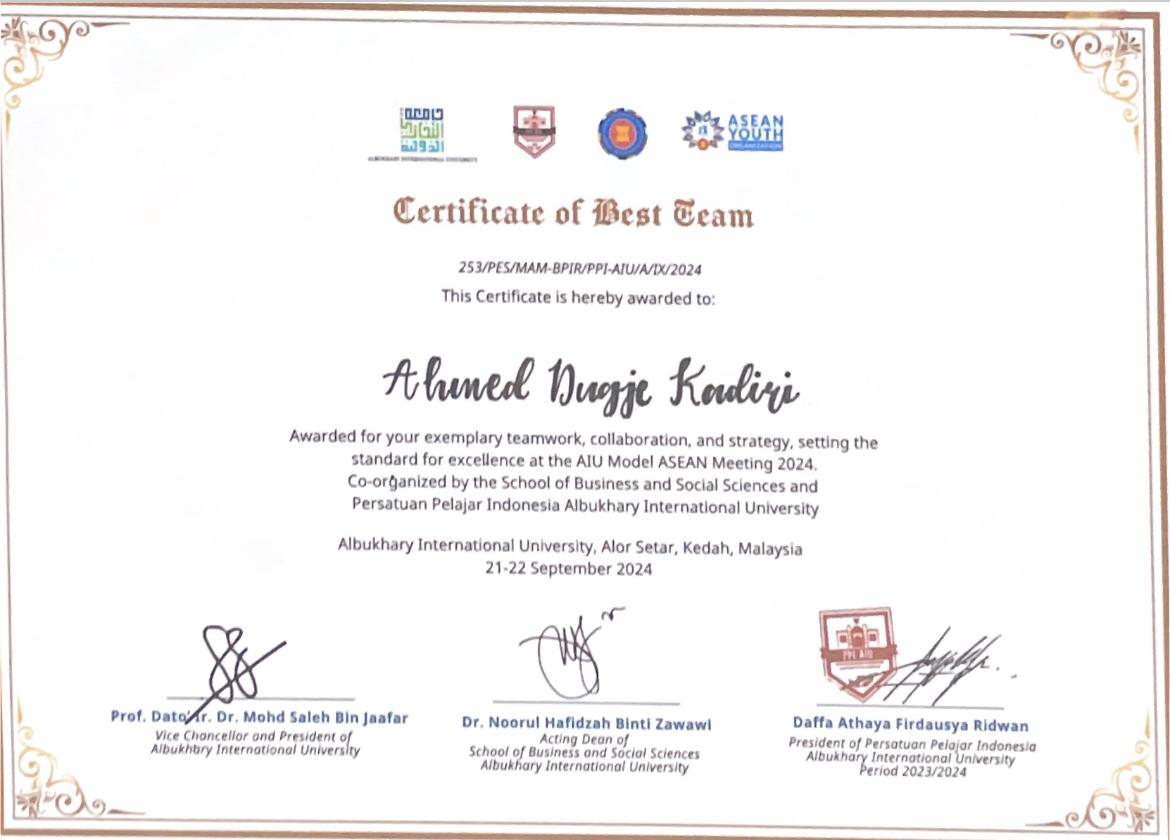 جامعة
البخاري
الدولية
ALBUKHARY INTERNATIONAL UNIVERSITY
ASEAN
YOUTH
ORGANIZATION
Certificate of Best Team
253/PES/MAM-BPIR/PPI-AIU/A/IX/2024
This Certificate is hereby awarded to:
Ahmed Dugje Kadiri
Awarded for your exemplary teamwork, collaboration, and strategy, setting the
standard for excellence at the AIU Model ASEAN Meeting 2024.
Co-organized by the School of Business and Social Sciences and
Persatuan Pelajar Indonesia Albukhary International University
Albukhary International University, Alor Setar, Kedah, Malaysia
21-22 September 2024
PPI AIU
Prof. Dato' Ir. Dr. Mohd Saleh Bin Jaafar
Vice Chancellor and President of
Albukhbry International University
Dr. Noorul Hafidzah Binti Zawawi
Acting Dean of
School of Business and Social Sciences
Albukhary International University
Daffa Athaya Firdausya Ridwan
President of Persatuan Pelajar Indonesia
Albukhary International University
Period 2023/2024